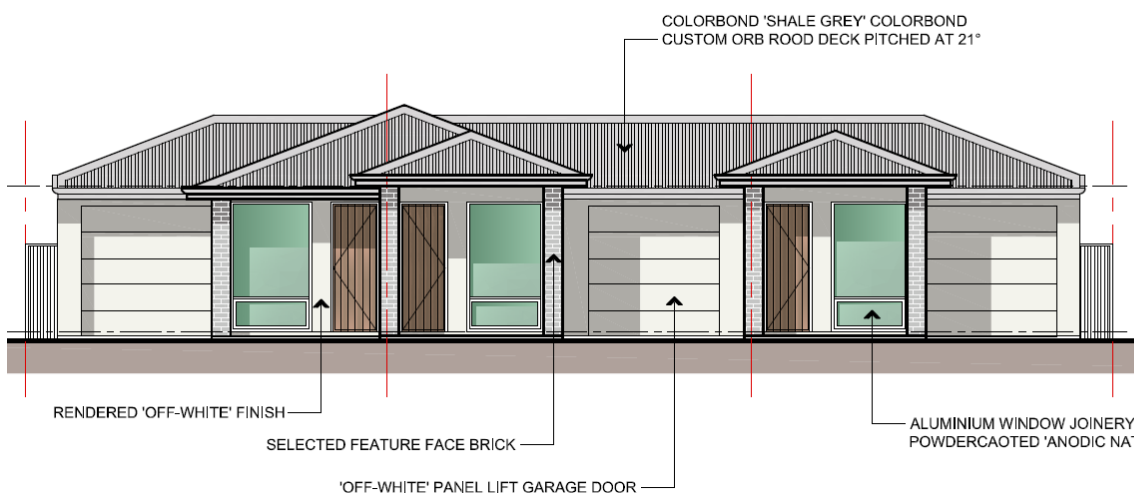 COLORBOND 'SHALE GREY' COLORBOND
CUSTOM ORB ROOD DECK PITCHED AT 21°
RENDERED 'OFF-WHITE' FINISH
SELECTED FEATURE FACE BRICK
'OFF-WHITE' PANEL LIFT GARAGE DOOR
ALUMINIUM WINDOW JOINERY
POWDERCAOTED 'ANODIC NAT